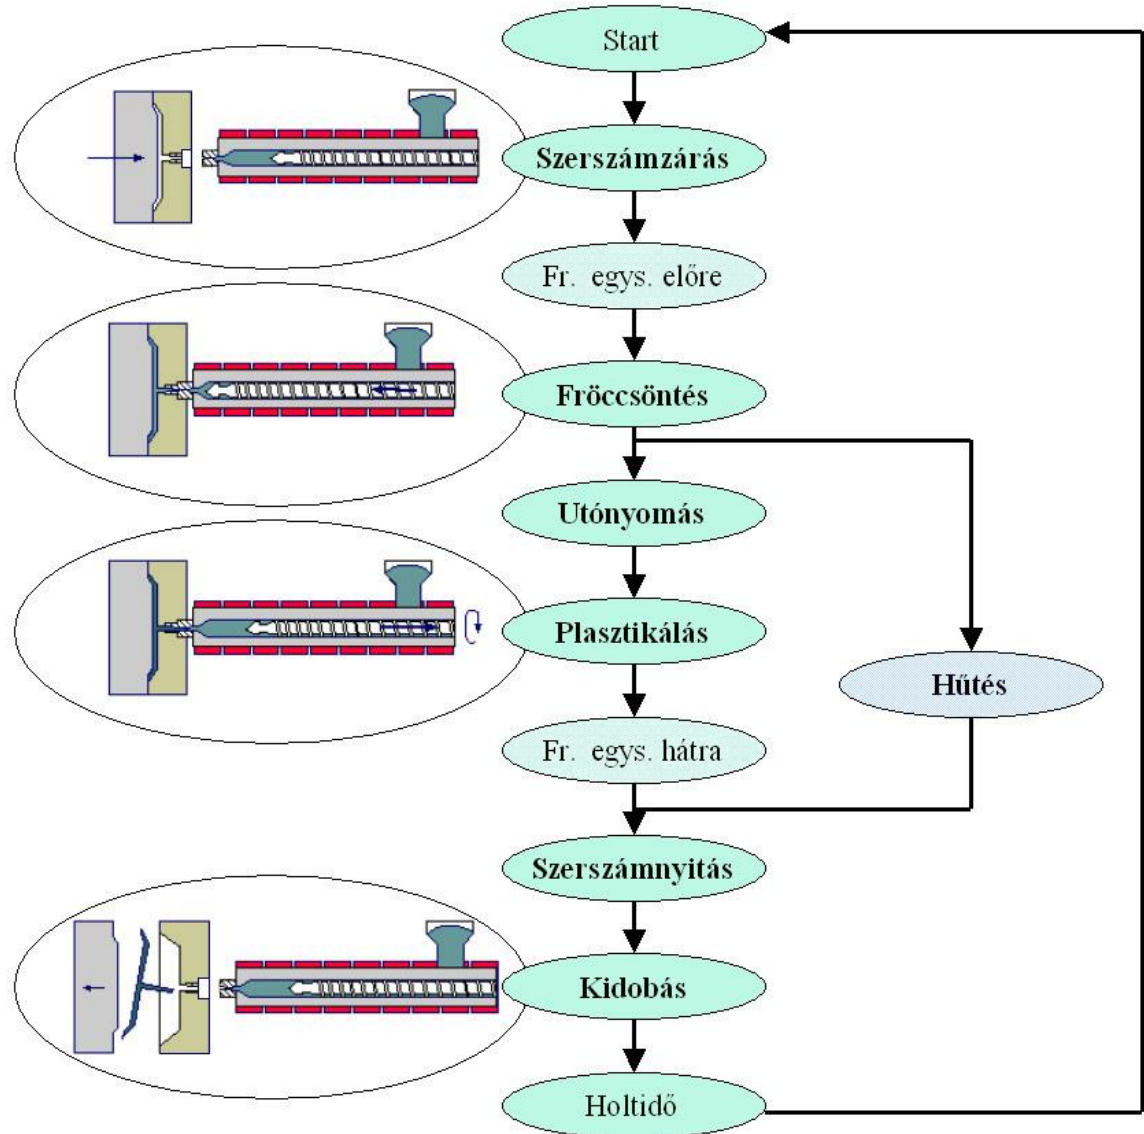 Start
Szerszámzárás
Fr. egys. előre
Fröccsöntés
Utónyomás
Plasztikálás
Hűtés
Fr. egys. hátra
Szerszámnyitás
Kidobás
Holtidő